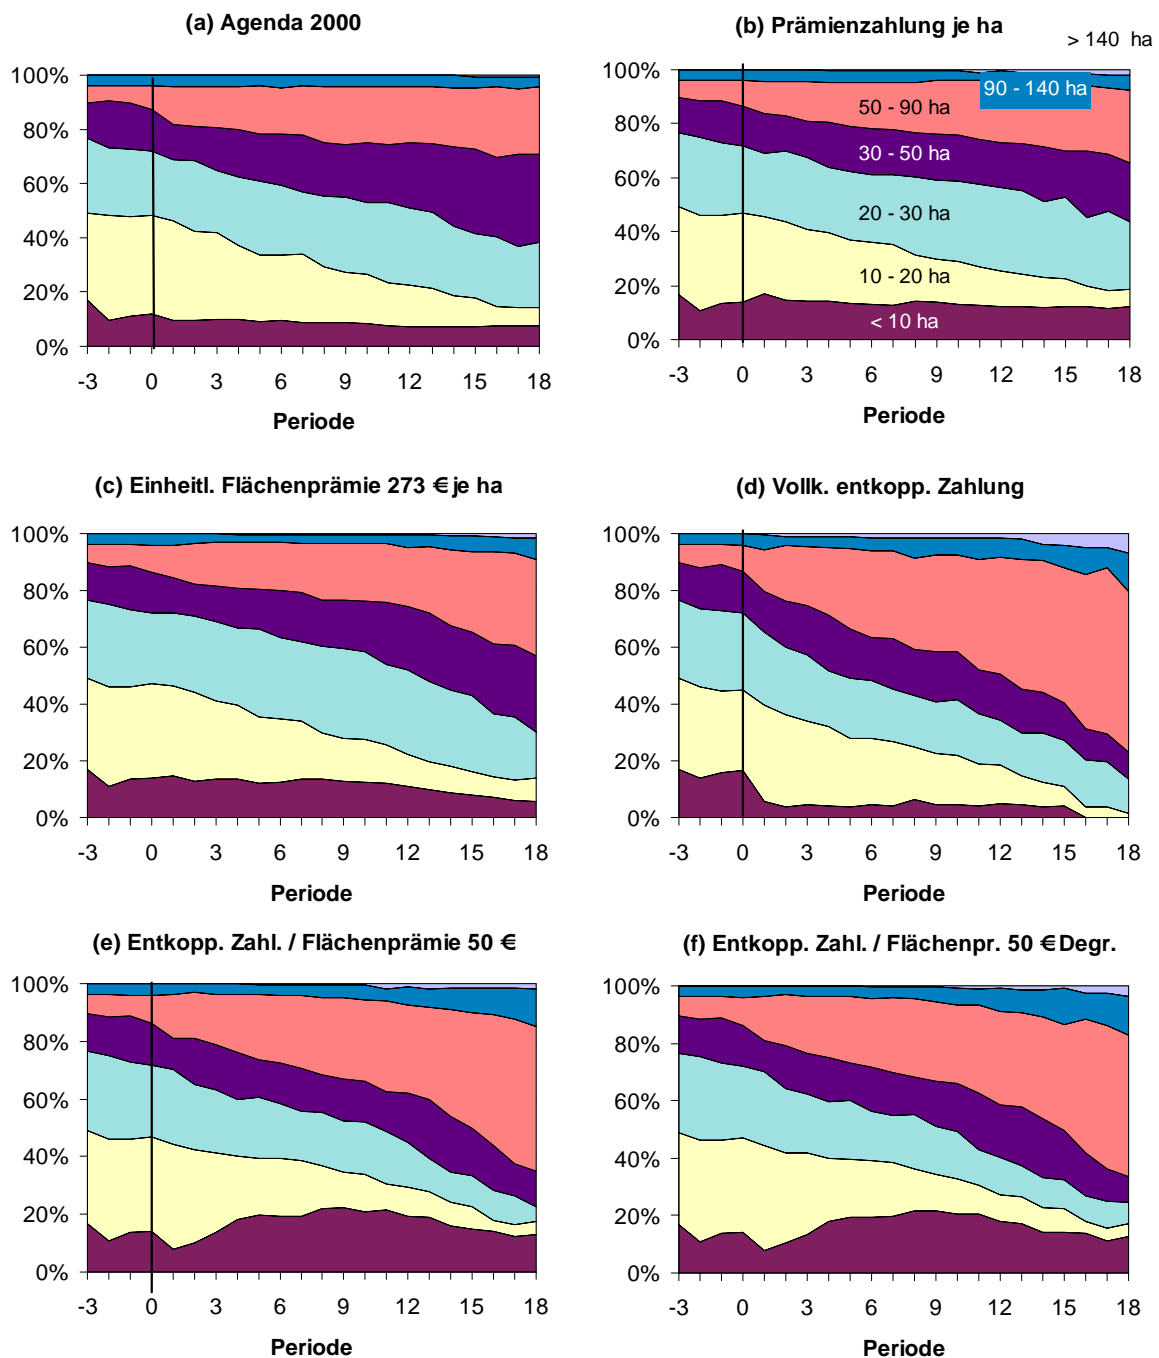 (a) Agenda 2000
100%
80%
60%
40%
20%
0%
-3 0 3 6 9 12 15 18
Periode
(b) Prämienzahlung je ha
> 140 ha
100%
80%
60%
40%
20%
0%
90 - 140 ha
50 - 90 ha
30 - 50 ha
20 - 30 ha
10 - 20 ha
< 10 ha
-3 0 3 6 9 12 15 18
Periode
(c) Einheitl. Flächenprämie 273 € je ha
100%
80%
60%
40%
20%
0%
-3 0 3 6 9 12 15 18
Periode
(d) Vollk. entkopp. Zahlung
100%
80%
60%
40%
20%
0%
-3 0 3 6 9 12 15 18
Periode
(e) Entkopp. Zahl. / Flächenprämie 50 €
100%
80%
60%
40%
20%
0%
-3 0 3 6 9 12 15 18
Periode
(f) Entkopp. Zahl. / Flächenpr. 50 € Degr.
100%
80%
60%
40%
20%
0%
-3 0 3 6 9 12 15 18
Periode